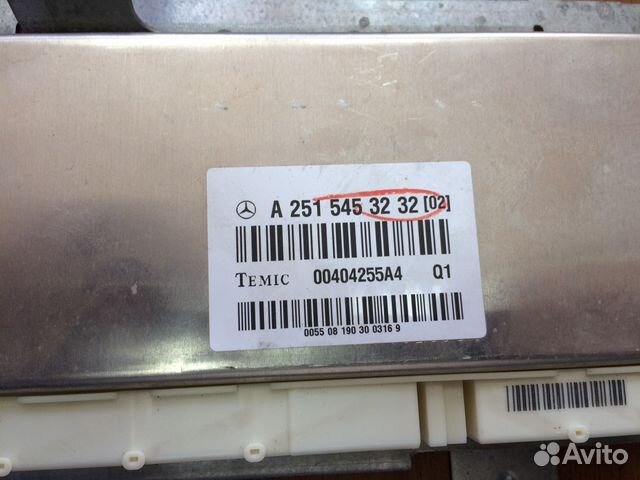 A 251 545 32 32 [02]
TEMIC 00404255A4 Q1
0055 08 190 30 0316 9
Avito